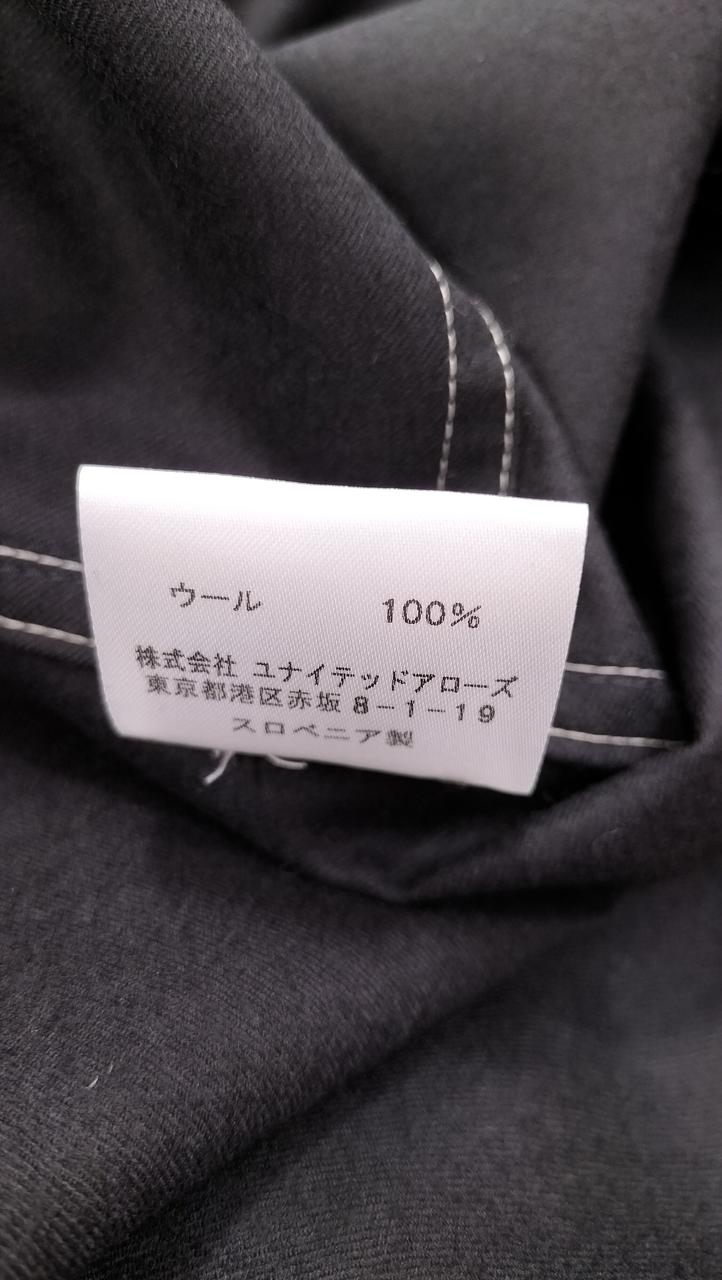 ウール 100%
株式会社 ユナイテッドアローズ
東京都港区赤坂 8－1－19
スロベニア製